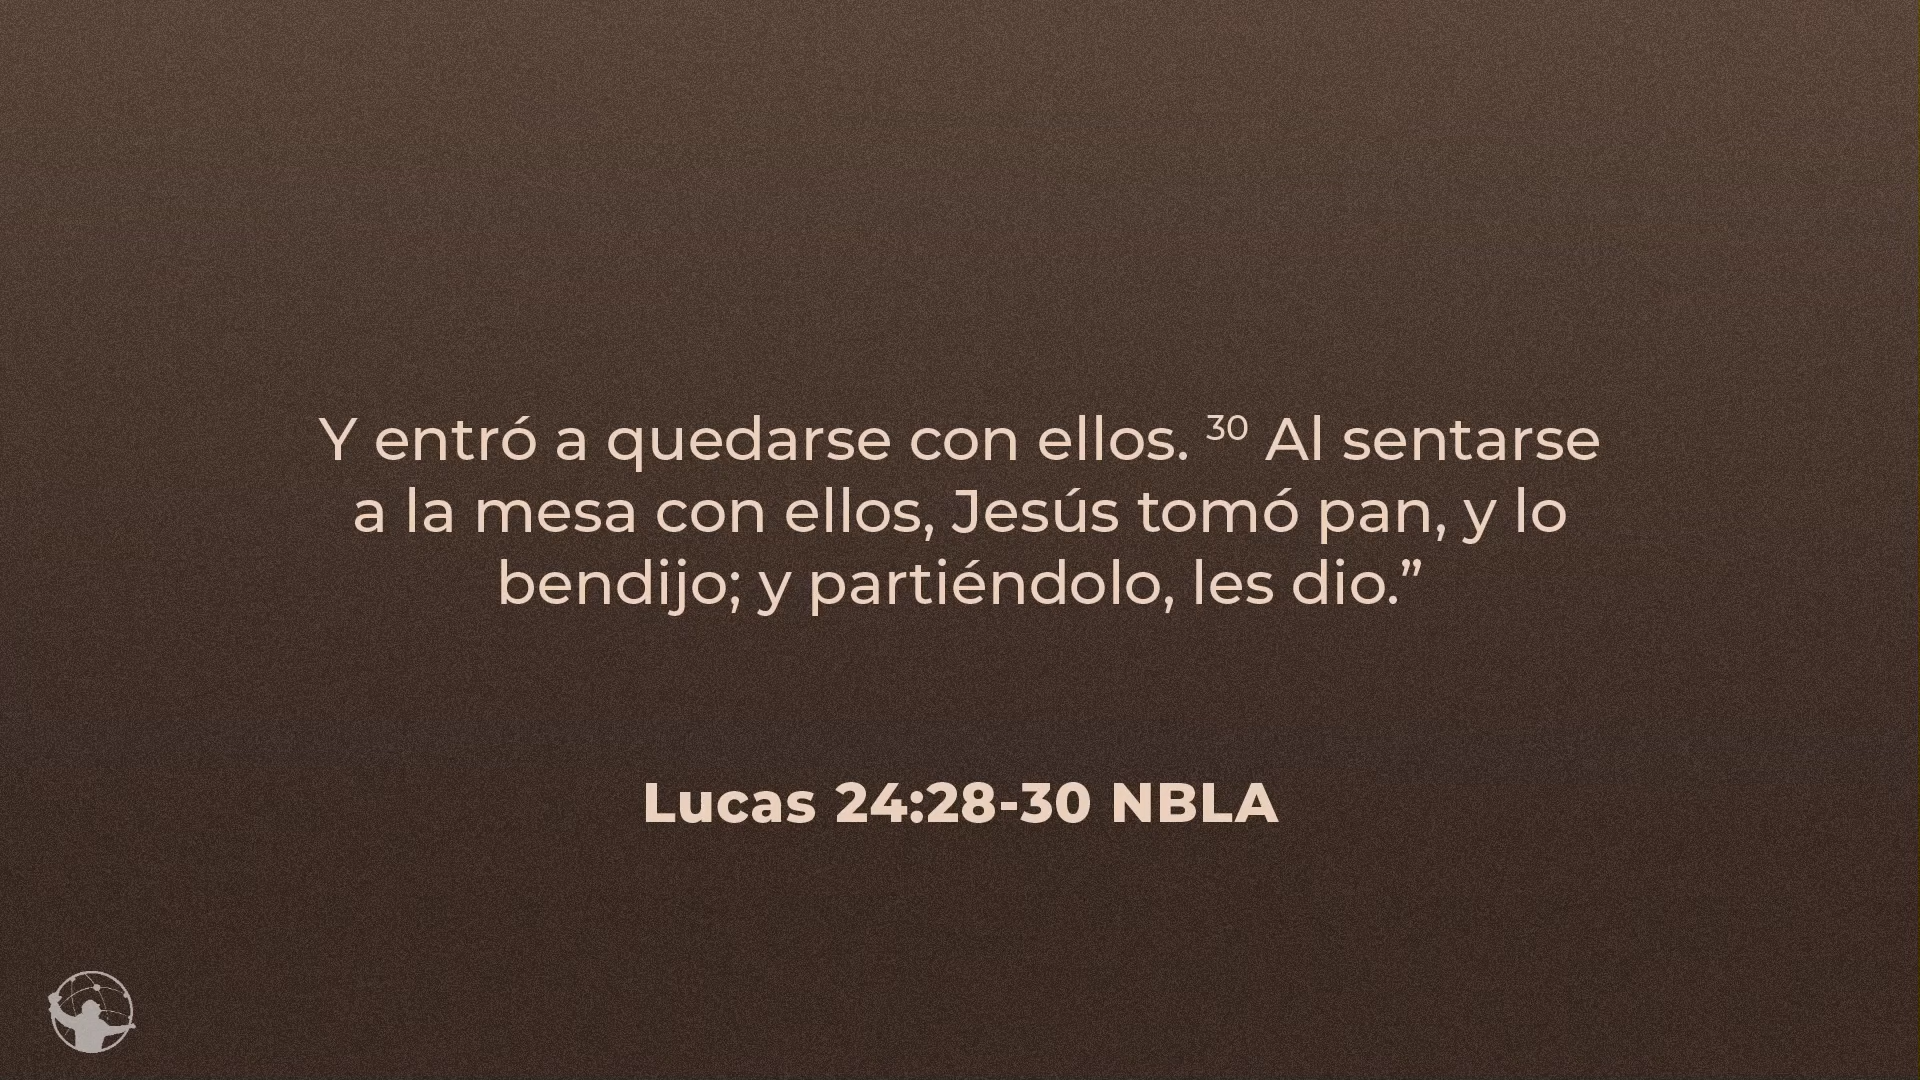 Y entró a quedarse con ellos. ³⁰ Al sentarse
a la mesa con ellos, Jesús tomó pan, y lo
bendijo; y partiéndolo, les dio.”
Lucas 24:28-30 NBLA